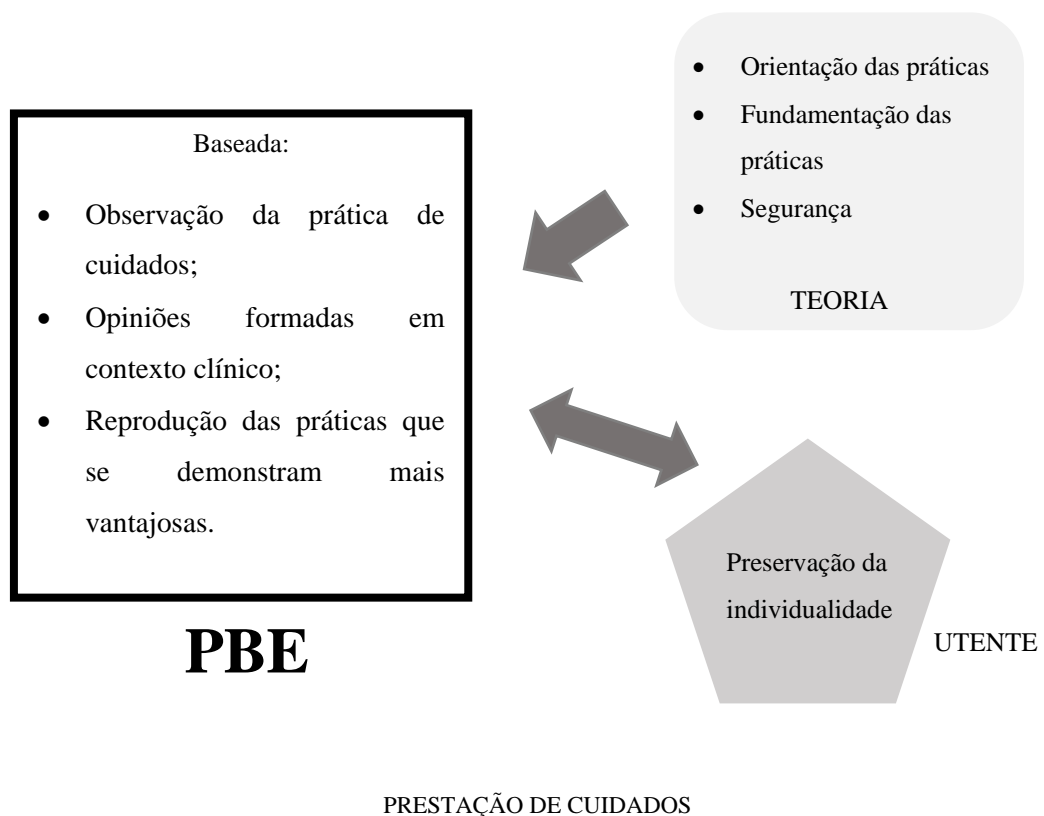 Baseada:
• Observação da prática de
cuidados;
• Opiniões formadas em
contexto clínico;
• Reprodução das práticas que
se demonstram mais
vantajosas.
PBE
• Orientação das práticas
• Fundamentação das
práticas
• Segurança
TEORIA
Preservação da
individualidade
UTENTE
PRESTAÇÃO DE CUIDADOS